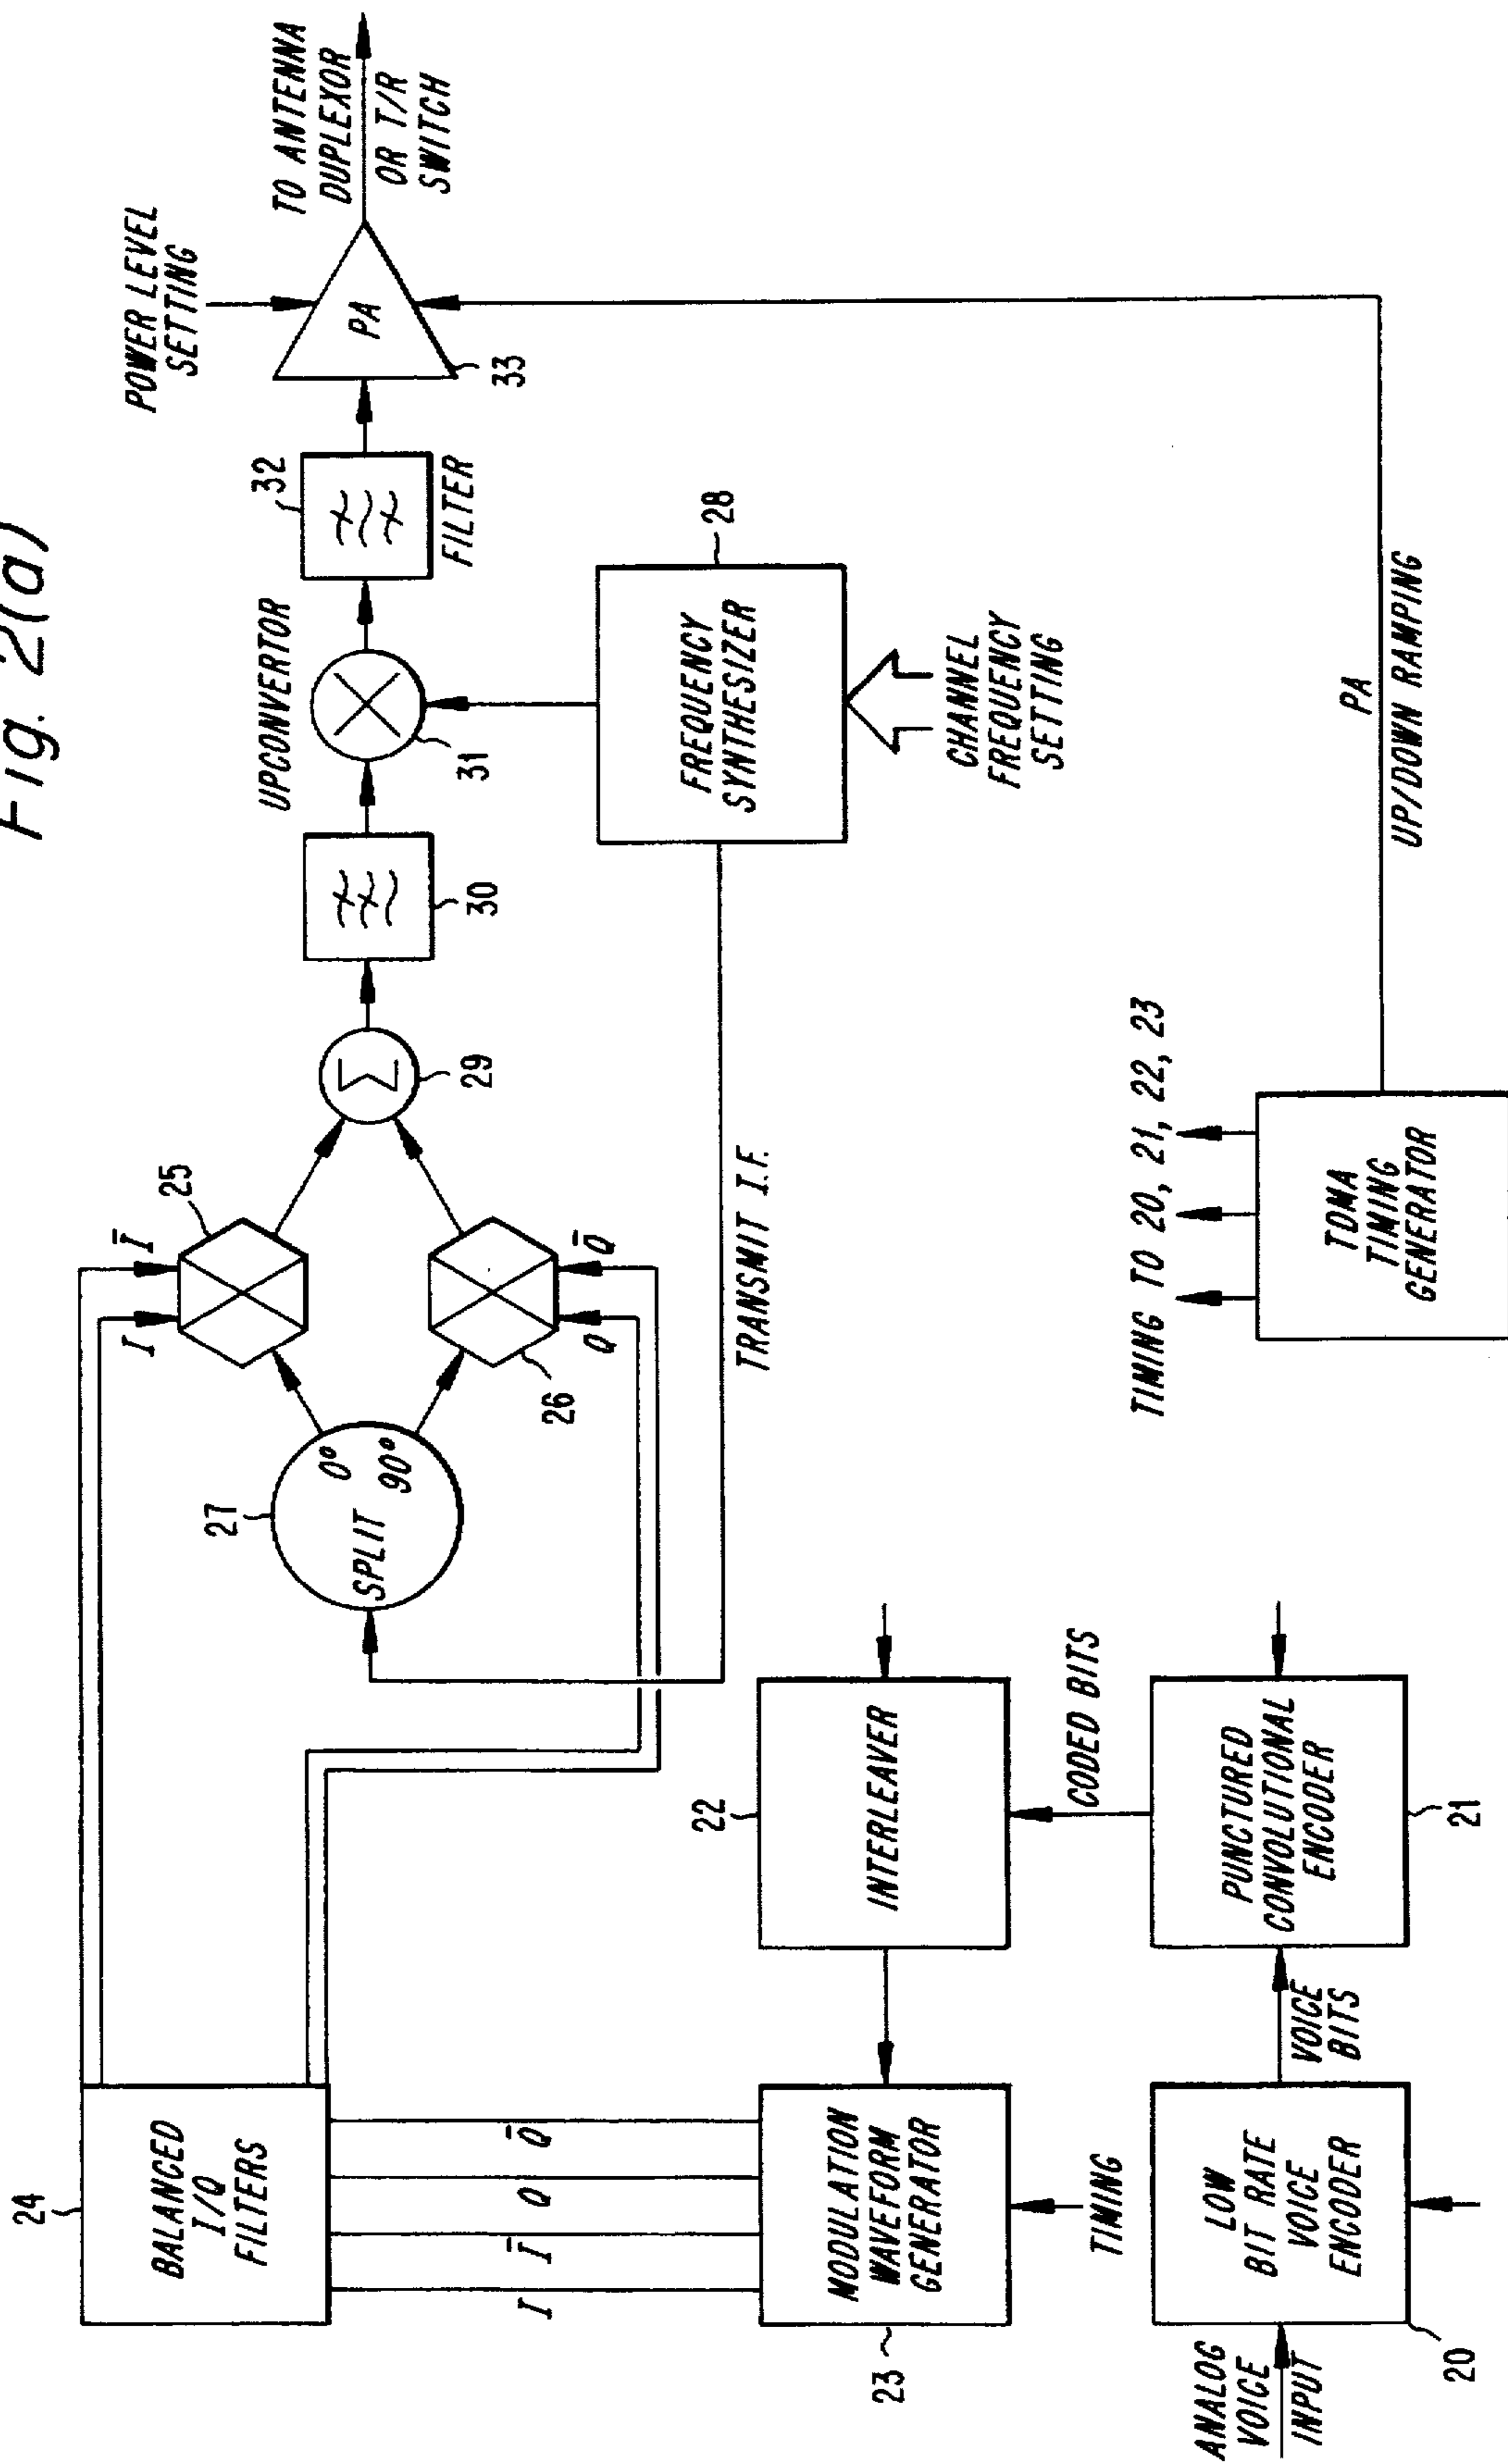 Fig. 2(a)
24
BALANCED
I/Q
FILTERS
I
Ī
Q
Q̄
I
Ī
25
27
SPLIT
0°
90°
26
Q
Q̄
29
30
UPCONVERTOR
31
32
FILTER
POWER LEVEL
SETTING
PA
33
TO ANTENNA
DUPLEXOR
OR T/R
SWITCH
TRANSMIT I.F.
FREQUENCY
SYNTHESIZER
28
CHANNEL
FREQUENCY
SETTING
23
MODULATION
WAVEFORM
GENERATOR
TIMING
22
INTERLEAVER
CODED BITS
ANALOG
VOICE
INPUT
LOW
BIT RATE
VOICE
ENCODER
20
VOICE
BITS
PUNCTURED
CONVOLUTIONAL
ENCODER
21
TIMING TO 20, 21, 22, 23
TDMA
TIMING
GENERATOR
PA
UP/DOWN RAMPING